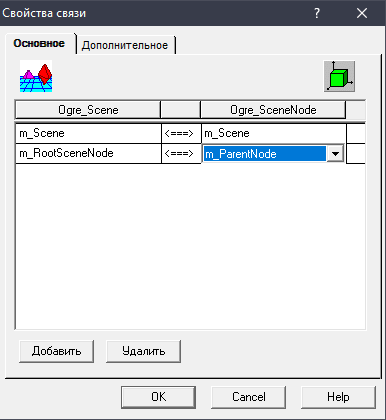 Свойства связи
Основное Дополнительное
Ogre_Scene Ogre_SceneNode
m_Scene <===> m_Scene
m_RootSceneNode <===> m_ParentNode
Добавить Удалить
OK Cancel Help